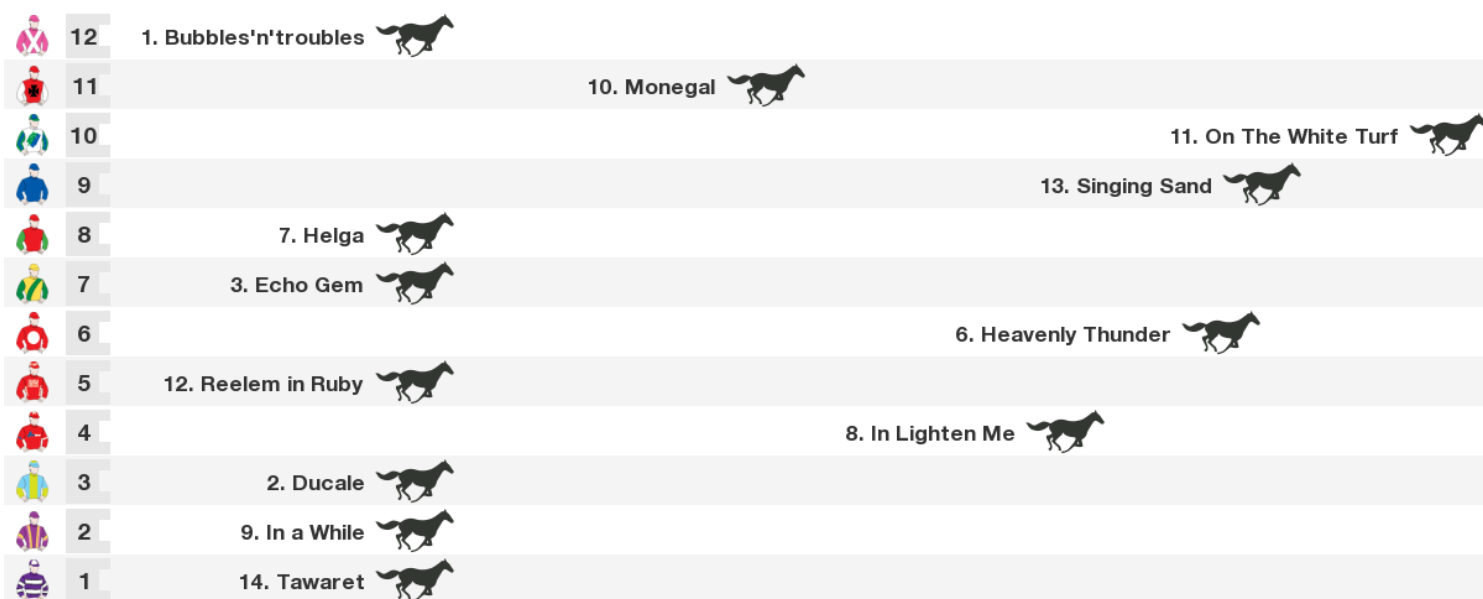 12 1. Bubbles'n'troubles
11 10. Monegal
10 11. On The White Turf
9 13. Singing Sand
8 7. Helga
7 3. Echo Gem
6 6. Heavenly Thunder
5 12. Reelem in Ruby
4 8. In Lighten Me
3 2. Ducale
2 9. In a While
1 14. Tawaret